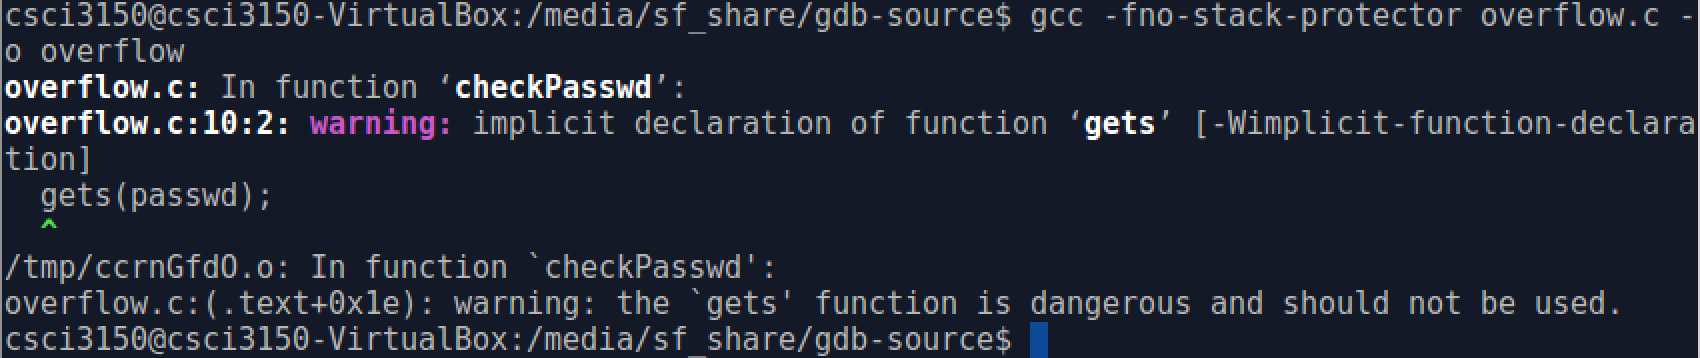 csci3150@csci3150-VirtualBox:/media/sf_share/gdb-source$ gcc -fno-stack-protector overflow.c -
o overflow
overflow.c: In function ‘checkPasswd’:
overflow.c:10:2: warning: implicit declaration of function ‘gets’ [-Wimplicit-function-declara
tion]
  gets(passwd);
  ^
/tmp/ccrnGfdO.o: In function `checkPasswd':
overflow.c:(.text+0x1e): warning: the `gets' function is dangerous and should not be used.
csci3150@csci3150-VirtualBox:/media/sf_share/gdb-source$